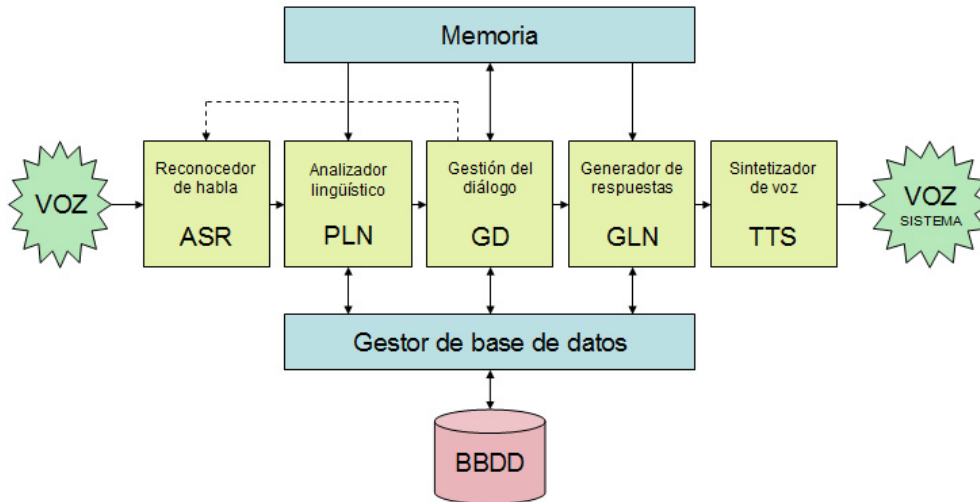 Memoria
VOZ
Reconocedor
de habla
ASR
Analizador
lingüístico
PLN
Gestión del
diálogo
GD
Generador de
respuestas
GLN
Sintetizador
de voz
TTS
VOZ
SISTEMA
Gestor de base de datos
BBDD